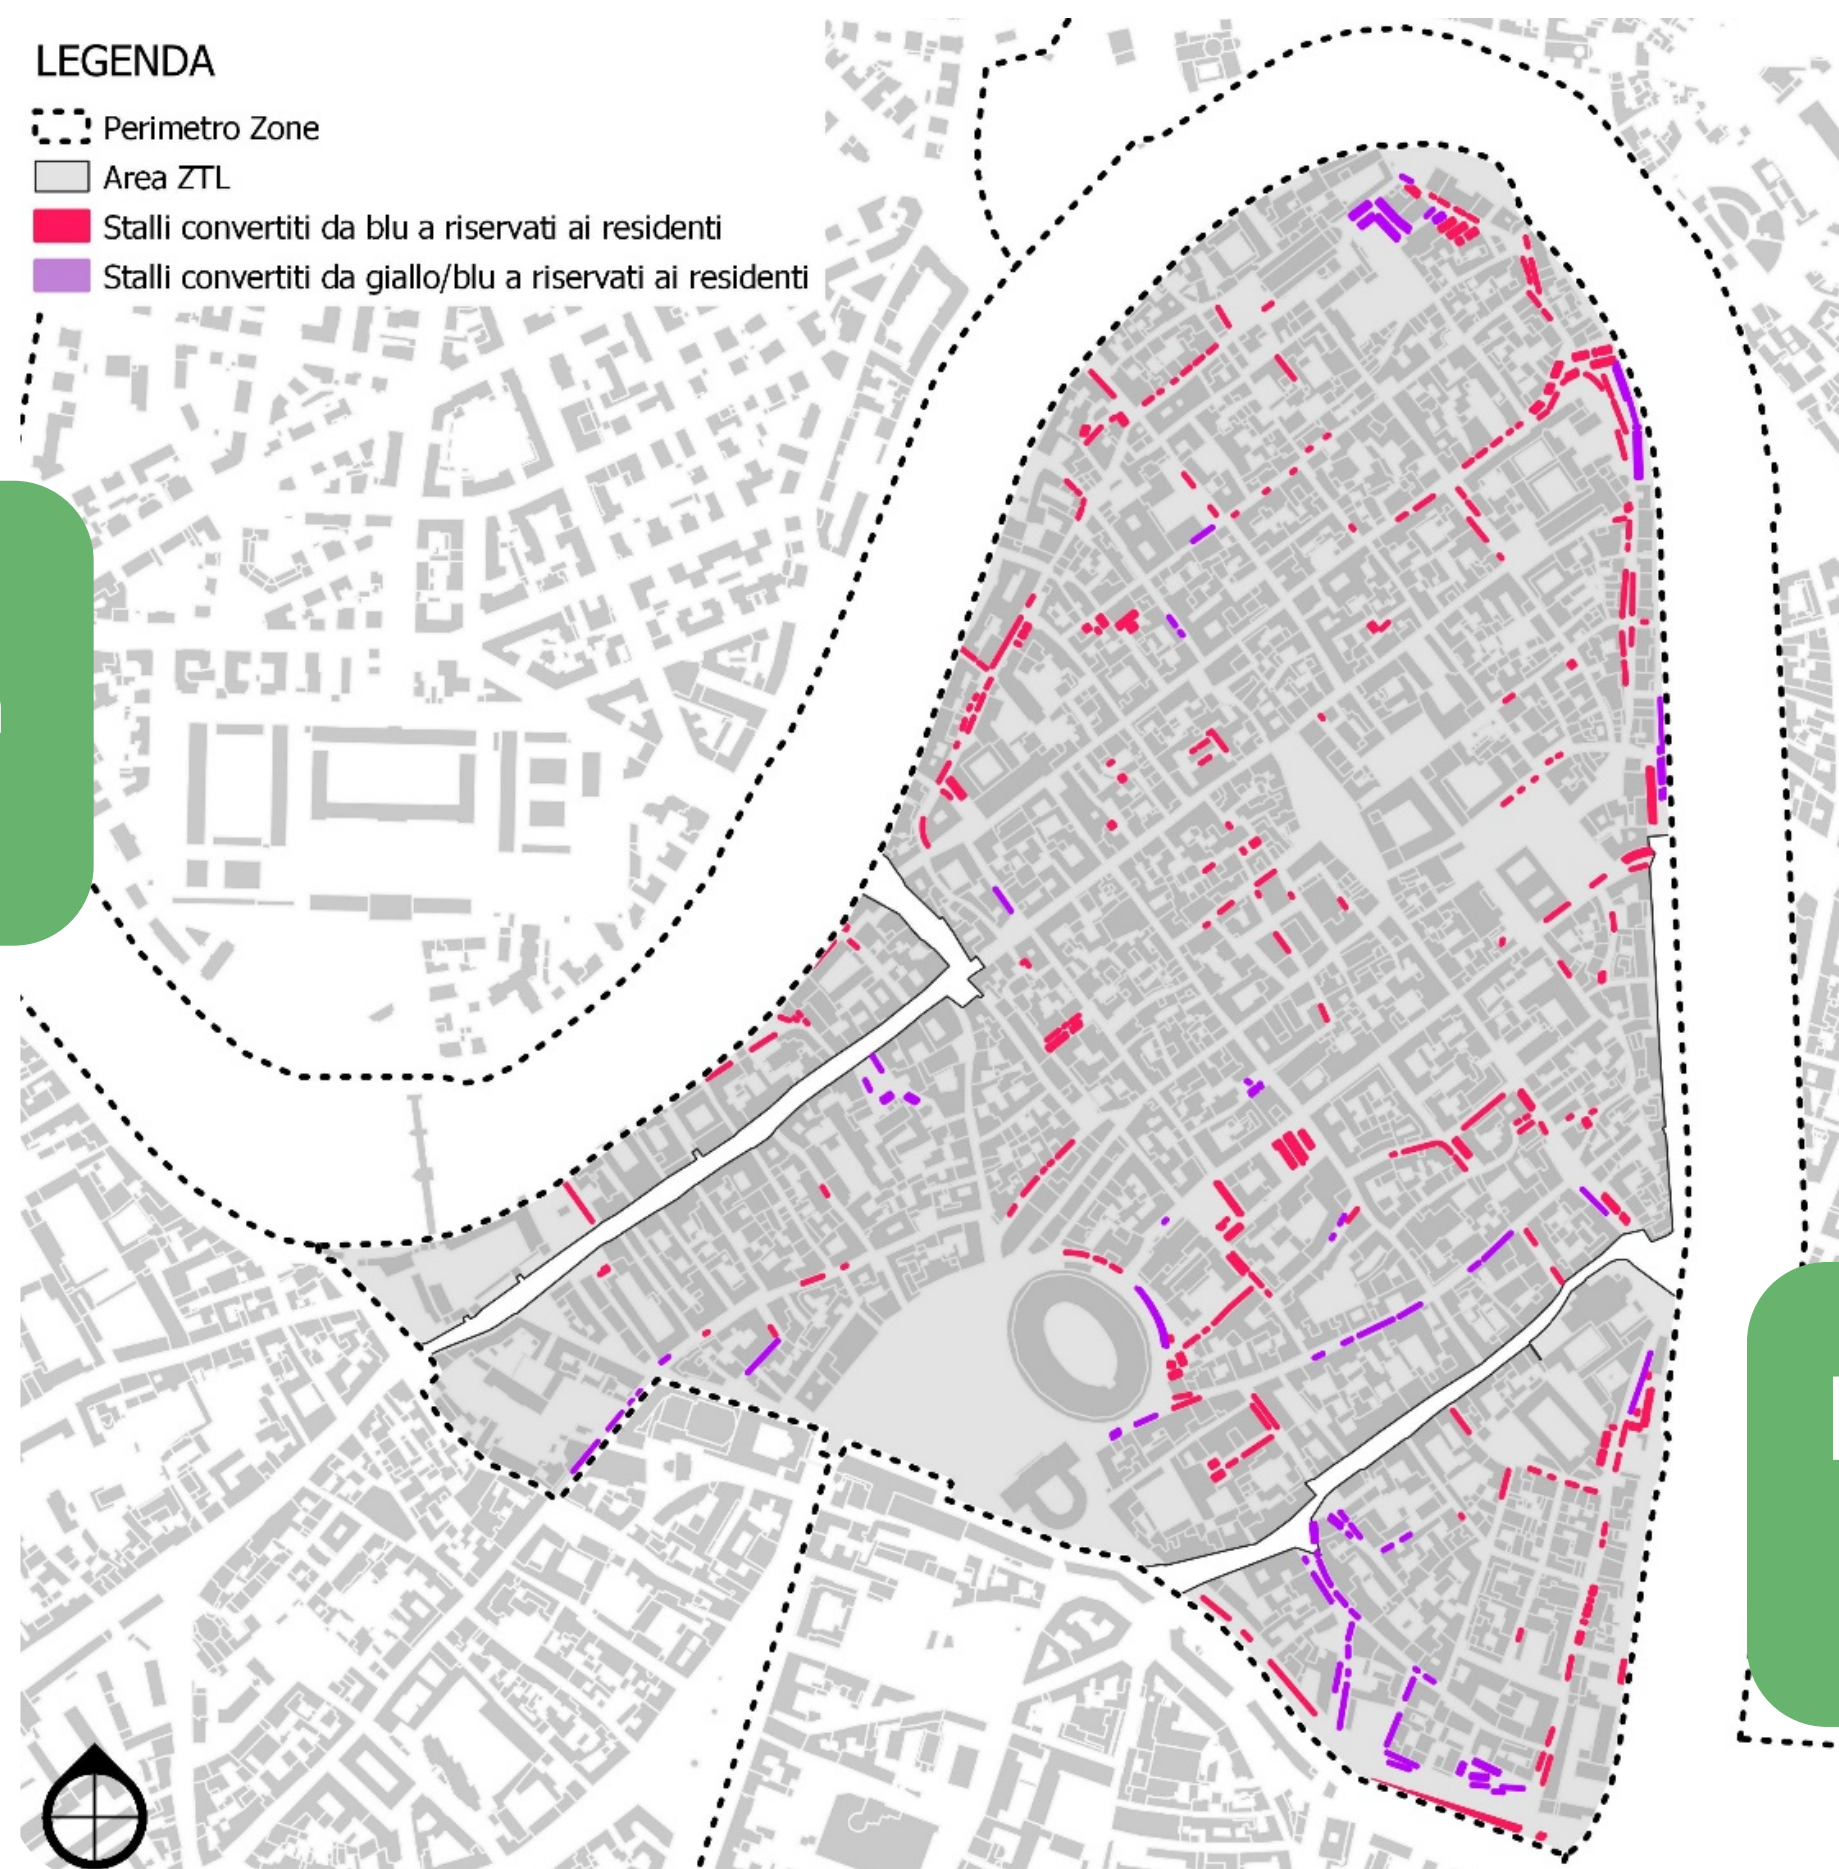 LEGENDA
Perimetro Zone
Area ZTL
Stalli convertiti da blu a riservati ai residenti
Stalli convertiti da giallo/blu a riservati ai residenti